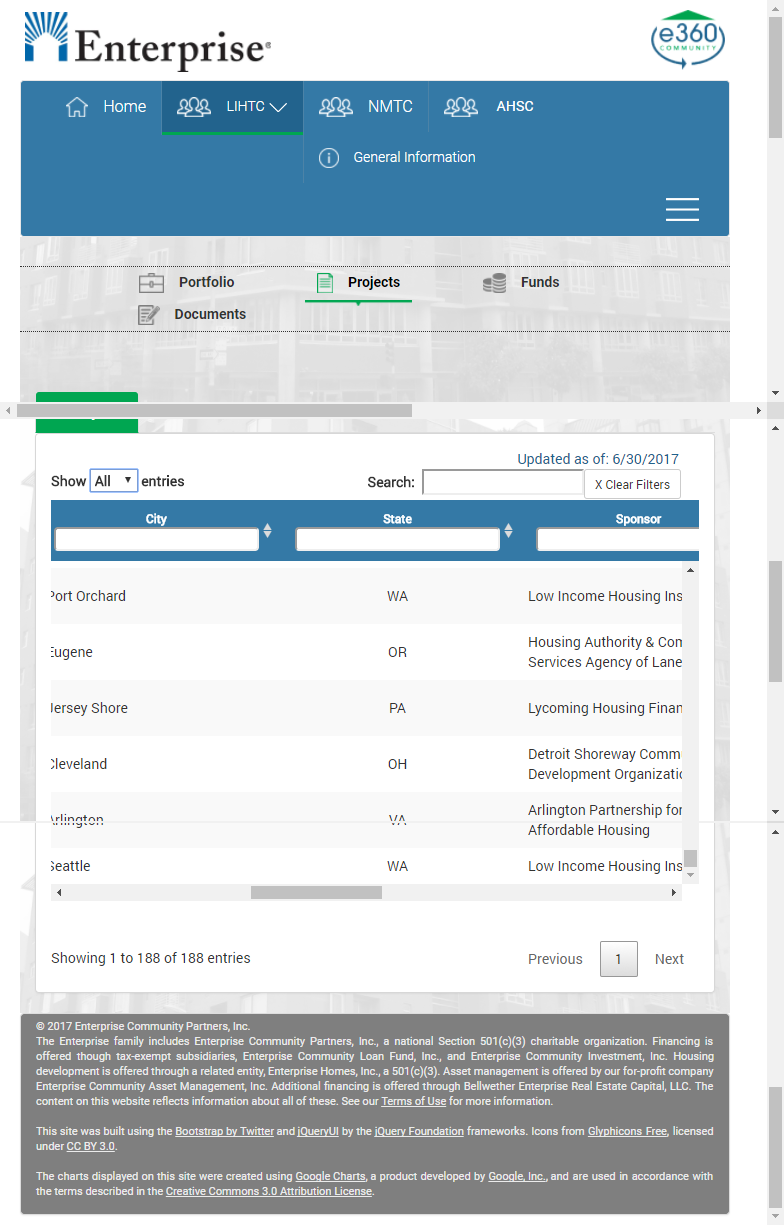 Enterprise®
e360
COMMUNITY
Home
LIHTC
NMTC
AHSC
General Information
Portfolio
Projects
Funds
Documents
Updated as of: 6/30/2017
Show All entries
Search:
X Clear Filters
City State Sponsor
Port Orchard WA Low Income Housing Ins
Eugene OR Housing Authority & Com
Services Agency of Lane
Jersey Shore PA Lycoming Housing Finan
Cleveland OH Detroit Shoreway Comm
Development Organizatio
Arlington VA Arlington Partnership for
Affordable Housing
Seattle WA Low Income Housing Ins
Showing 1 to 188 of 188 entries
Previous 1 Next
© 2017 Enterprise Community Partners, Inc.
The Enterprise family includes Enterprise Community Partners, Inc., a national Section 501(c)(3) charitable organization. Financing is
offered though tax-exempt subsidiaries, Enterprise Community Loan Fund, Inc., and Enterprise Community Investment, Inc. Housing
development is offered through a related entity, Enterprise Homes, Inc., a 501(c)(3). Asset management is offered by our for-profit company
Enterprise Community Asset Management, Inc. Additional financing is offered through Bellwether Enterprise Real Estate Capital, LLC. The
content on this website reflects information about all of these. See our Terms of Use for more information.
This site was built using the Bootstrap by Twitter and jQueryUI by the jQuery Foundation frameworks. Icons from Glyphicons Free, licensed
under CC BY 3.0.
The charts displayed on this site were created using Google Charts, a product developed by Google, Inc., and are used in accordance with
the terms described in the Creative Commons 3.0 Attribution License.